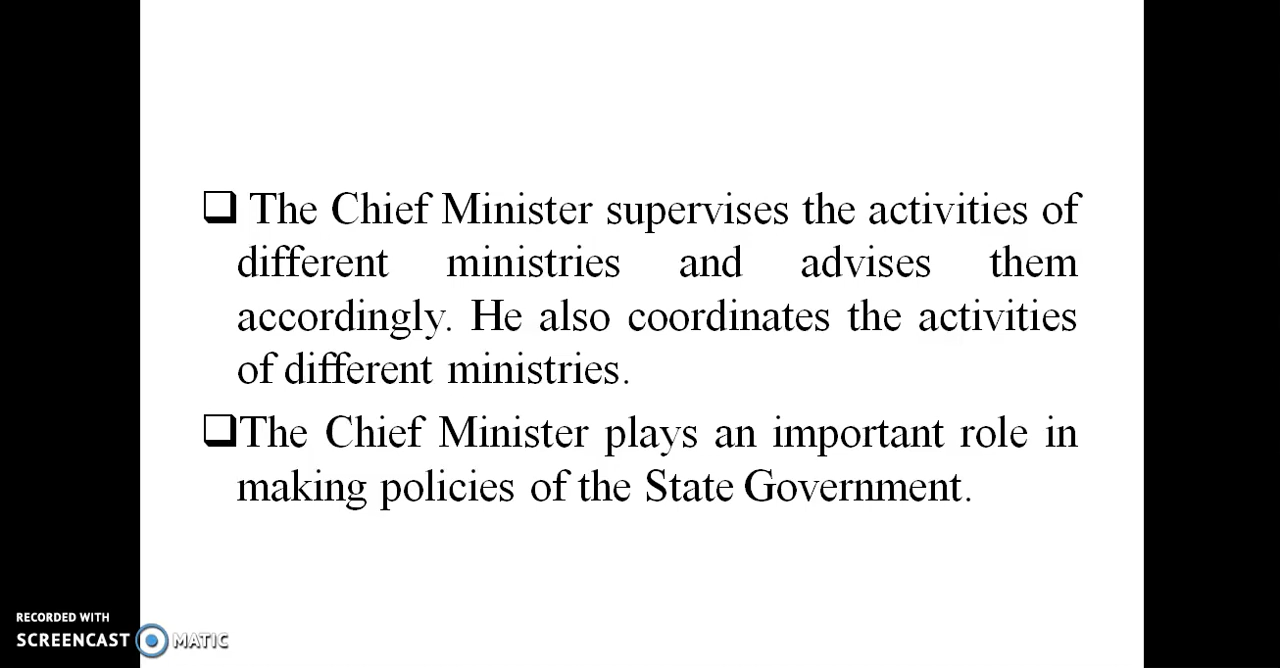 ❑ The Chief Minister supervises the activities of
different ministries and advises them
accordingly. He also coordinates the activities
of different ministries.
❑The Chief Minister plays an important role in
making policies of the State Government.
RECORDED WITH
SCREENCAST MATIC